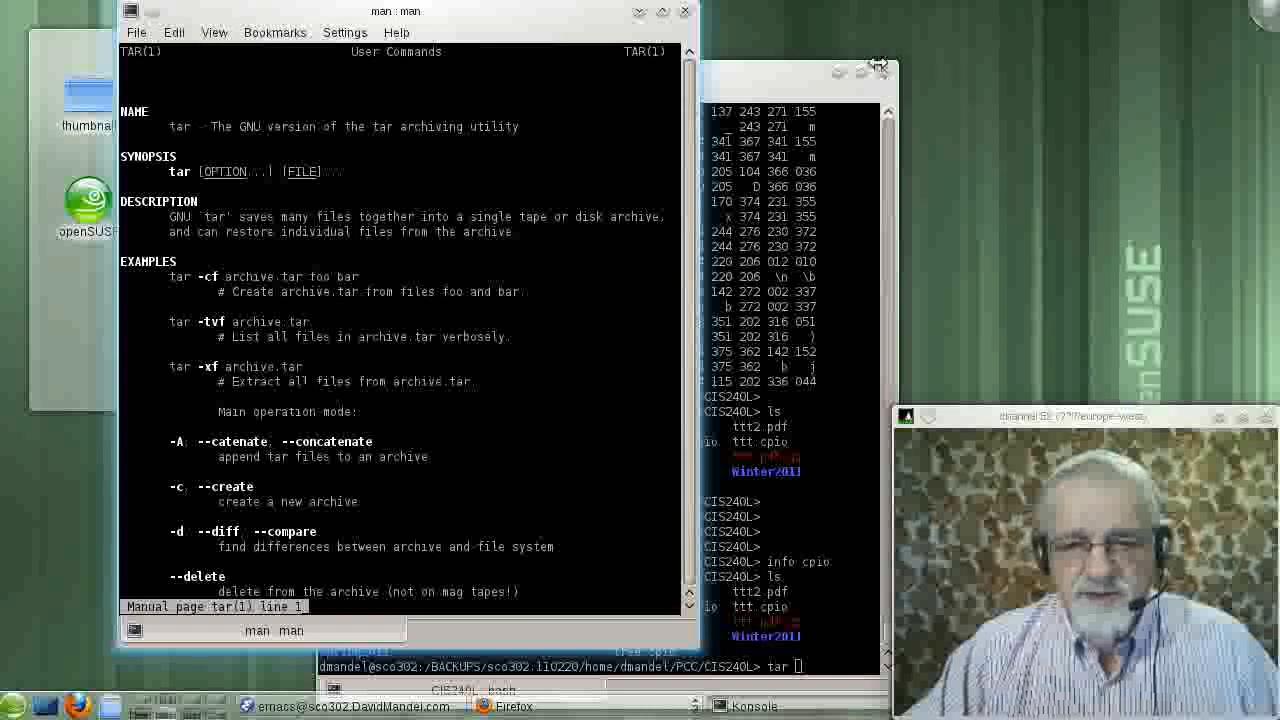 man : man
File Edit View Bookmarks Settings Help
TAR(1) User Commands TAR(1)
NAME
tar - The GNU version of the tar archiving utility
SYNOPSIS
tar [OPTION...] [FILE]...
DESCRIPTION
GNU `tar' saves many files together into a single tape or disk archive,
and can restore individual files from the archive.
EXAMPLES
tar -cf archive.tar foo bar
# Create archive.tar from files foo and bar.
tar -tvf archive.tar
# List all files in archive.tar verbosely.
tar -xf archive.tar
# Extract all files from archive.tar.
Main operation mode:
-A, --catenate, --concatenate
append tar files to an archive
-c, --create
create a new archive
-d, --diff, --compare
find differences between archive and file system
--delete
delete from the archive (not on mag tapes!)
Manual page tar(1) line 1
man : man
thumbnail
openSUSE
137 243 271 155
_ 243 271 m
341 367 341 155
341 367 341 m
205 104 366 036
205 D 366 036
170 374 231 355
x 374 231 355
244 276 230 372
244 276 230 372
220 206 012 010
220 206 \n \b
142 272 002 337
b 272 002 337
351 202 316 051
351 202 316 )
375 362 142 152
375 362 b j
115 202 336 044
CIS240L>
CIS240L> ls
ttt2.pdf
io ttt.cpio
Winter2011
CIS240L>
CIS240L>
CIS240L>
CIS240L>
CIS240L> info cpio
CIS240L> ls
ttt2.pdf
io ttt.cpio
Winter2011
dmandel@sco302:/BACKUPS/sco302.110220/home/dmandel/PCC/CIS240L> tar
CIS240L : bash
enSUSE
emacs@sco302.DavidMandel.com
Firefox
Konsole